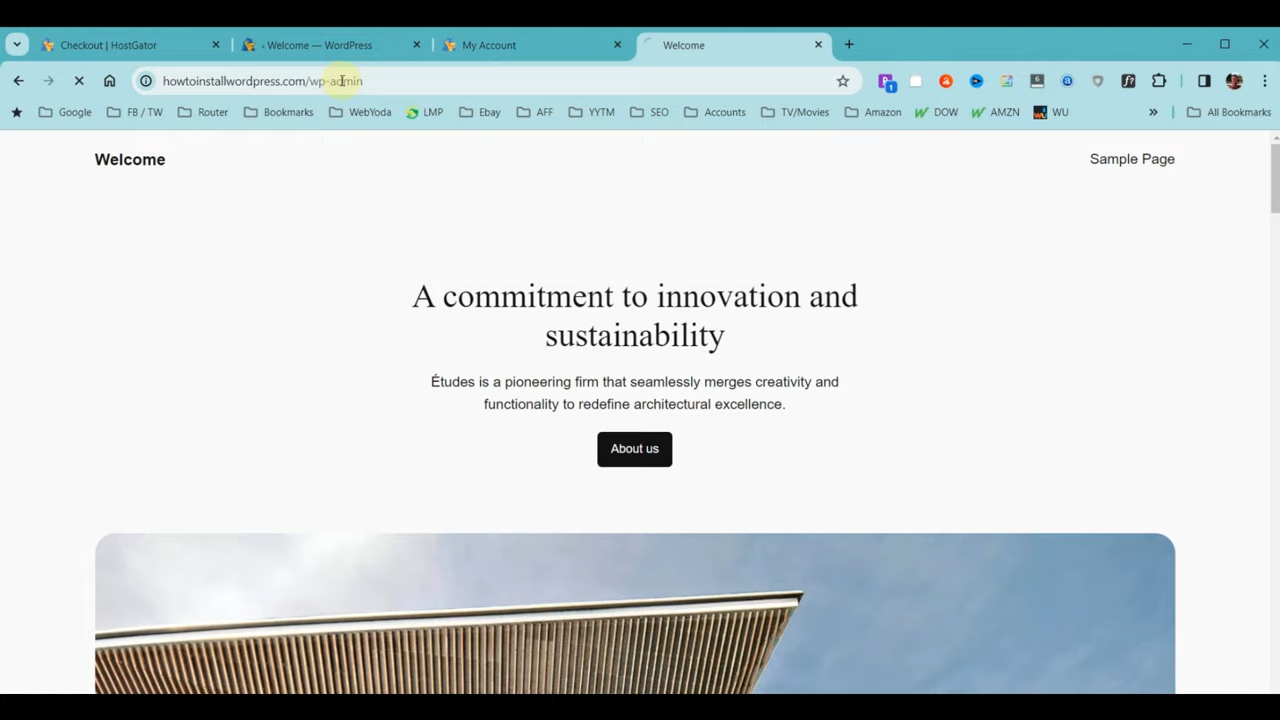 Checkout | HostGator
‹ Welcome — WordPress
My Account
Welcome
howtoinstallwordpress.com/wp-admin
Google
FB / TW
Router
Bookmarks
WebYoda
LMP
Ebay
AFF
YYTM
SEO
Accounts
TV/Movies
Amazon
DOW
AMZN
WU
»
All Bookmarks
Welcome
Sample Page
A commitment to innovation and
sustainability
Études is a pioneering firm that seamlessly merges creativity and
functionality to redefine architectural excellence.
About us